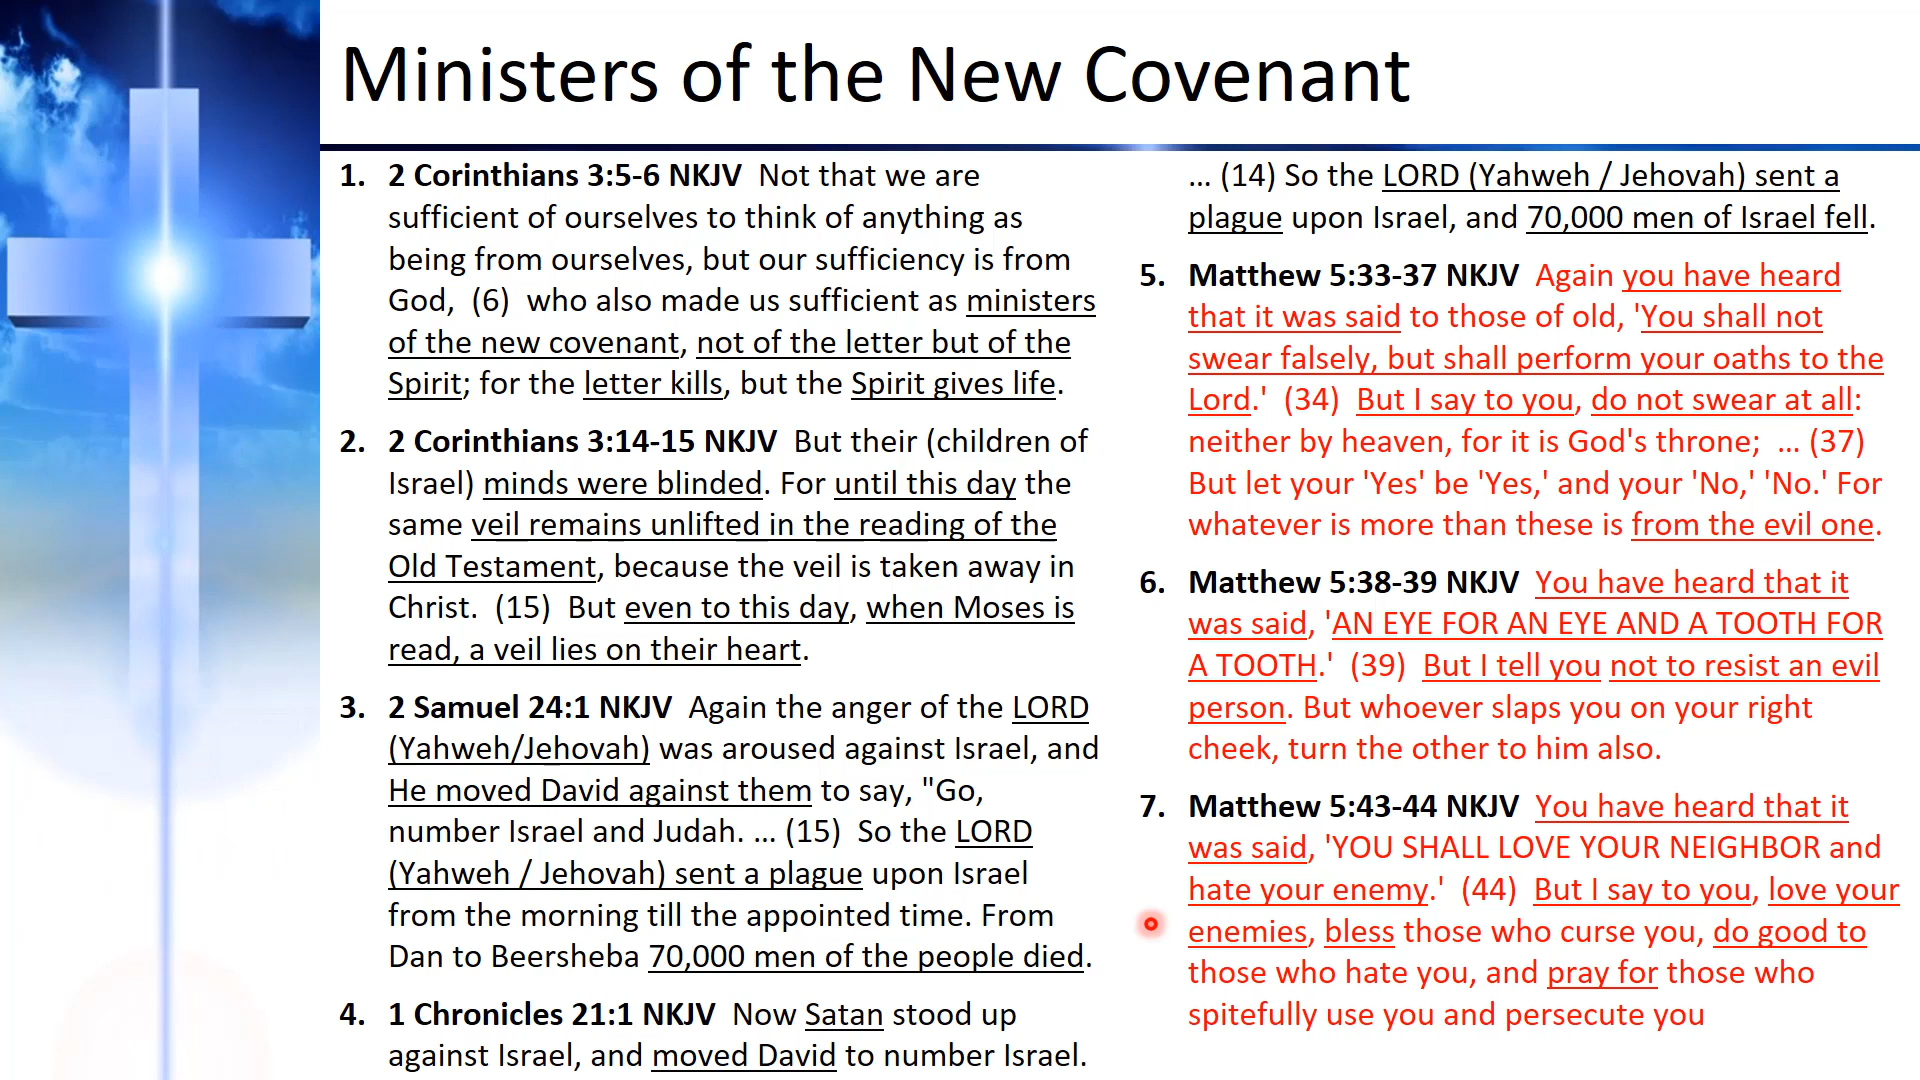 Ministers of the New Covenant
1. 2 Corinthians 3:5-6 NKJV Not that we are
sufficient of ourselves to think of anything as
being from ourselves, but our sufficiency is from
God, (6) who also made us sufficient as ministers
of the new covenant, not of the letter but of the
Spirit; for the letter kills, but the Spirit gives life.
2. 2 Corinthians 3:14-15 NKJV But their (children of
Israel) minds were blinded. For until this day the
same veil remains unlifted in the reading of the
Old Testament, because the veil is taken away in
Christ. (15) But even to this day, when Moses is
read, a veil lies on their heart.
3. 2 Samuel 24:1 NKJV Again the anger of the LORD
(Yahweh/Jehovah) was aroused against Israel, and
He moved David against them to say, "Go,
number Israel and Judah. ... (15) So the LORD
(Yahweh / Jehovah) sent a plague upon Israel
from the morning till the appointed time. From
Dan to Beersheba 70,000 men of the people died.
4. 1 Chronicles 21:1 NKJV Now Satan stood up
against Israel, and moved David to number Israel.
... (14) So the LORD (Yahweh / Jehovah) sent a
plague upon Israel, and 70,000 men of Israel fell.
5. Matthew 5:33-37 NKJV Again you have heard
that it was said to those of old, 'You shall not
swear falsely, but shall perform your oaths to the
Lord.' (34) But I say to you, do not swear at all:
neither by heaven, for it is God's throne; ... (37)
But let your 'Yes' be 'Yes,' and your 'No,' 'No.' For
whatever is more than these is from the evil one.
6. Matthew 5:38-39 NKJV You have heard that it
was said, 'AN EYE FOR AN EYE AND A TOOTH FOR
A TOOTH.' (39) But I tell you not to resist an evil
person. But whoever slaps you on your right
cheek, turn the other to him also.
7. Matthew 5:43-44 NKJV You have heard that it
was said, 'YOU SHALL LOVE YOUR NEIGHBOR and
hate your enemy.' (44) But I say to you, love your
enemies, bless those who curse you, do good to
those who hate you, and pray for those who
spitefully use you and persecute you